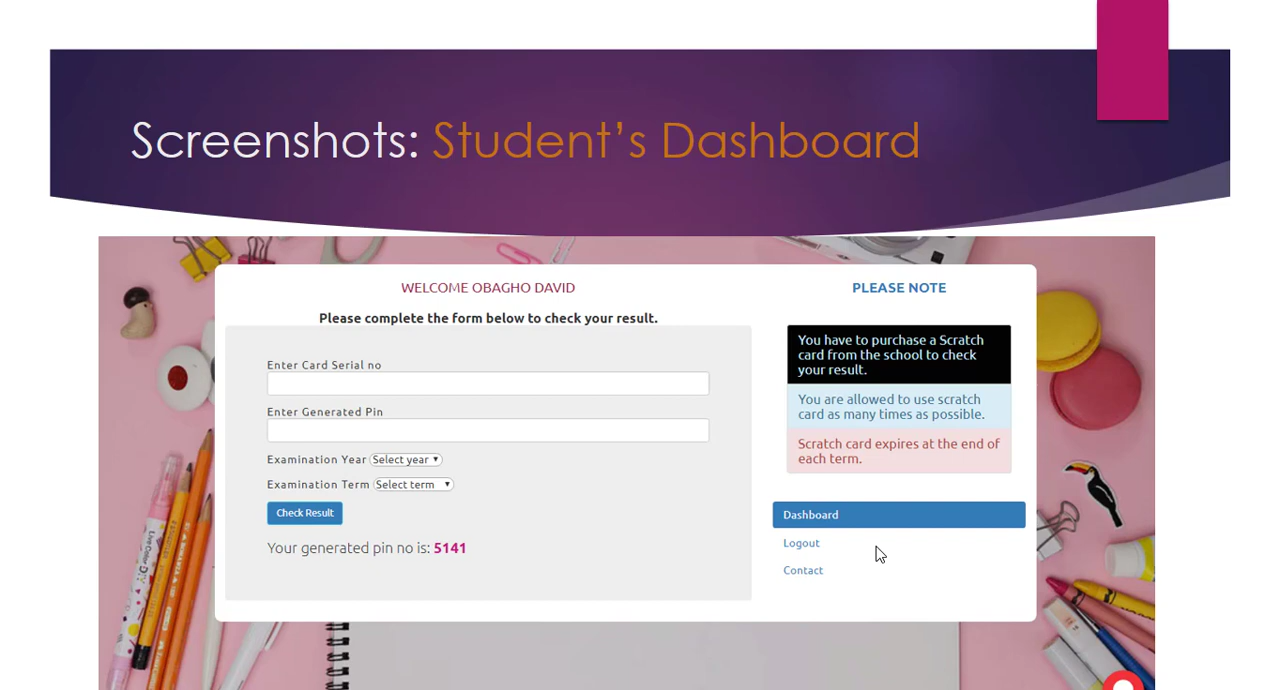 Screenshots: Student’s Dashboard
WELCOME OBAGHO DAVID
Please complete the form below to check your result.
Enter Card Serial no
Enter Generated Pin
Examination Year Select year
Examination Term Select term
Check Result
Your generated pin no is: 5141
PLEASE NOTE
You have to purchase a Scratch
card from the school to check
your result.
You are allowed to use scratch
card as many times as possible.
Scratch card expires at the end of
each term.
Dashboard
Logout
Contact